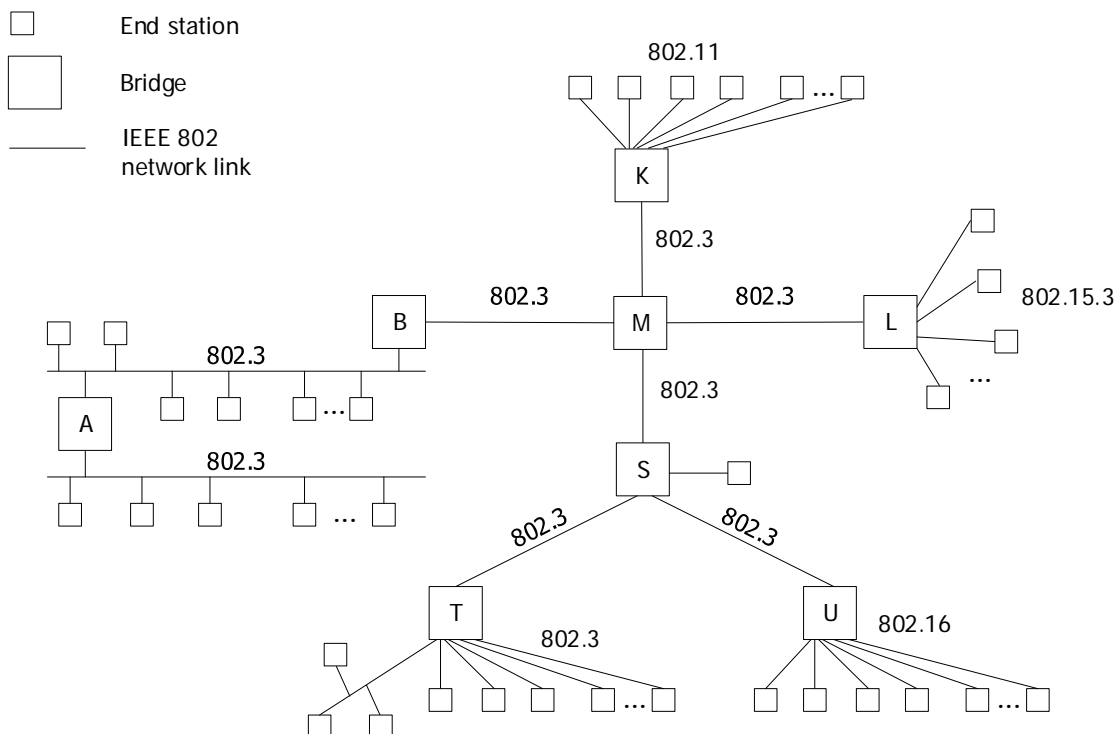 End station
Bridge
IEEE 802
network link
802.11
...
K
802.3
802.3
802.3
802.15.3
B
M
L
802.3
...
802.3
...
A
802.3
S
...
802.3
802.3
T
U
802.3
802.16
...
...